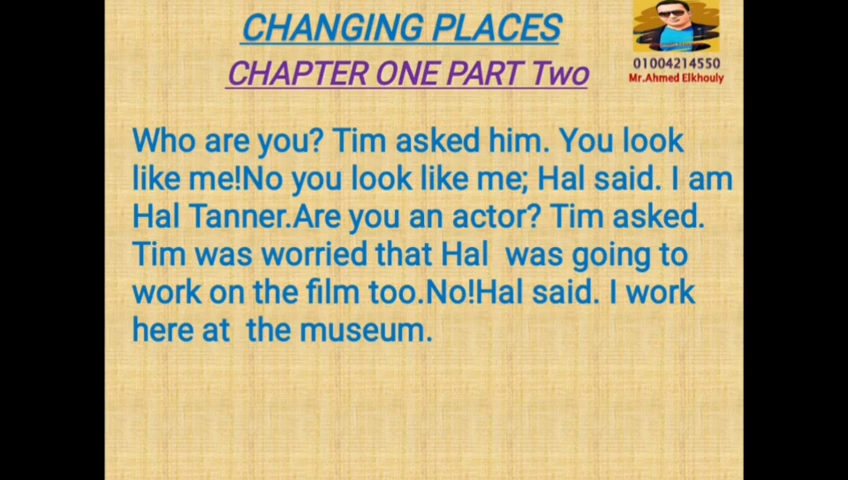 CHANGING PLACES
CHAPTER ONE PART Two
01004214550
Mr.Ahmed Elkhouly
Who are you? Tim asked him. You look
like me!No you look like me; Hal said. I am
Hal Tanner.Are you an actor? Tim asked.
Tim was worried that Hal  was going to
work on the film too.No!Hal said. I work
here at  the museum.